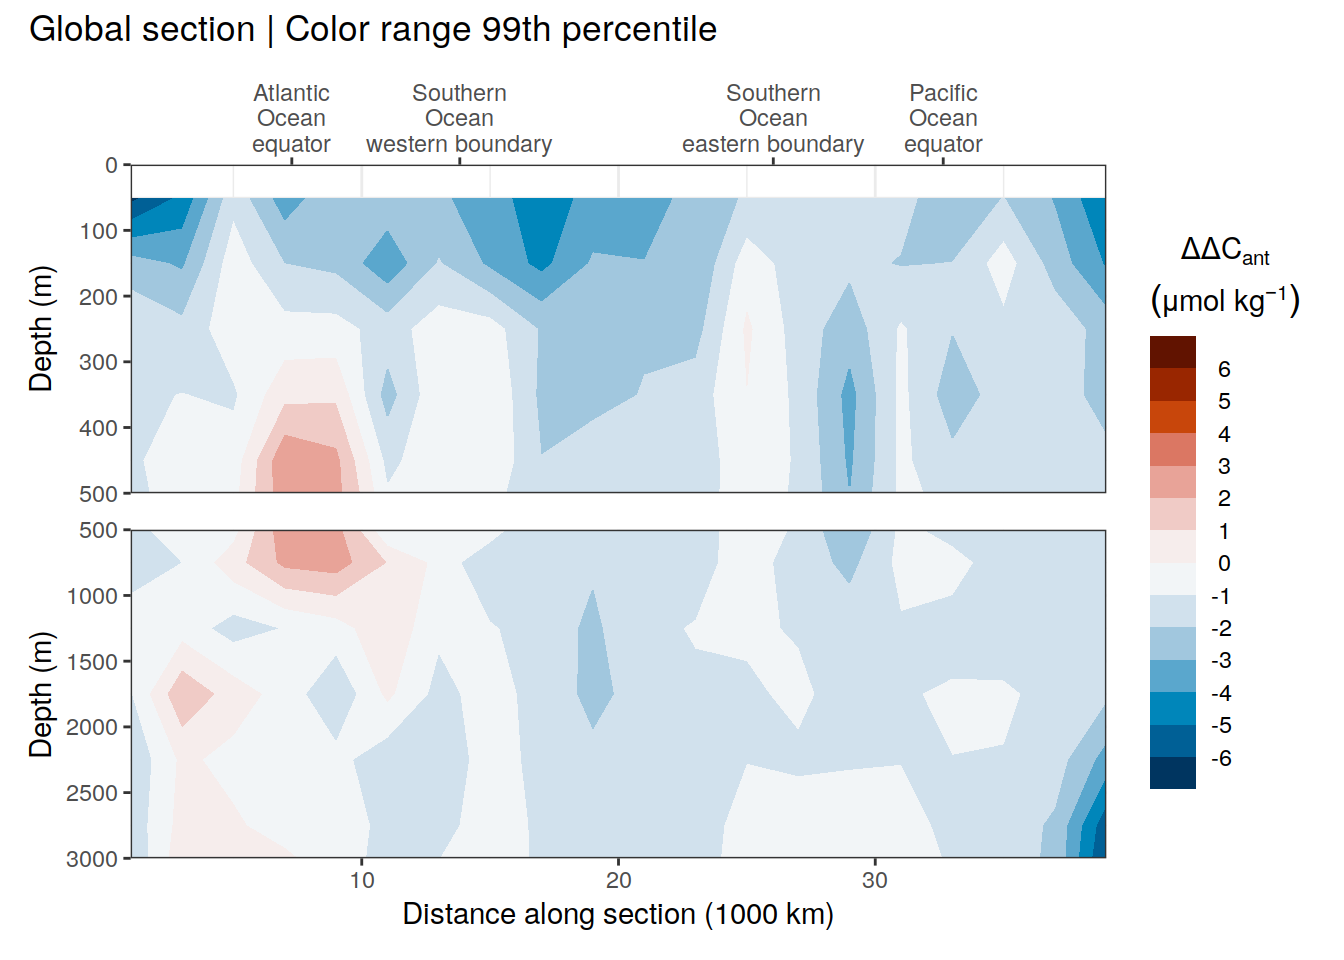 Global section | Color range 99th percentile
Atlantic
Ocean
equator
Southern
Ocean
western boundary
Southern
Ocean
eastern boundary
Pacific
Ocean
equator
0
100
200
300
400
500
Depth (m)
500
1000
1500
2000
2500
3000
Depth (m)
10
20
30
Distance along section (1000 km)
ΔΔCant
(μmol kg⁻¹)
6
5
4
3
2
1
0
-1
-2
-3
-4
-5
-6